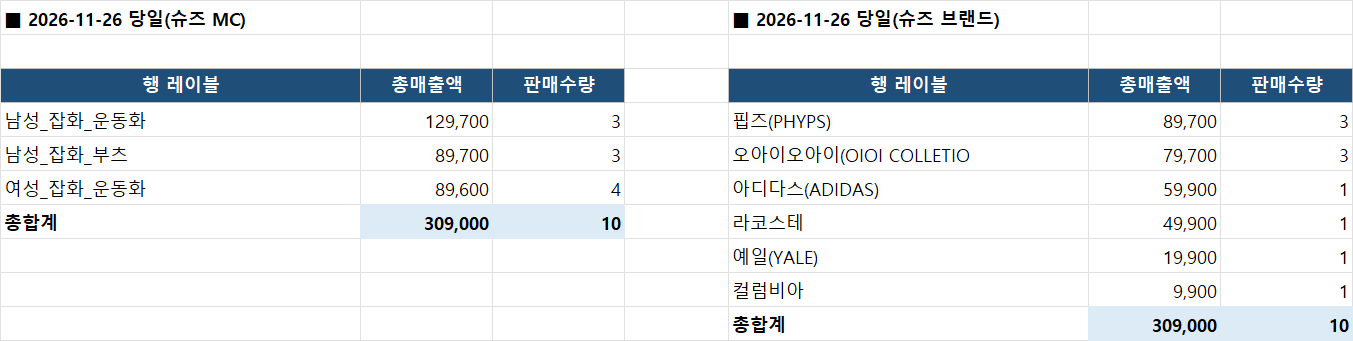 ■ 2026-11-26 당일(슈즈 MC)
행 레이블 총매출액 판매수량
남성_잡화_운동화 129,700 3
남성_잡화_부츠 89,700 3
여성_잡화_운동화 89,600 4
총합계 309,000 10
■ 2026-11-26 당일(슈즈 브랜드)
행 레이블 총매출액 판매수량
핍즈(PHYPS) 89,700 3
오아이오아이(OIOI COLLETIO 79,700 3
아디다스(ADIDAS) 59,900 1
라코스테 49,900 1
예일(YALE) 19,900 1
컬럼비아 9,900 1
총합계 309,000 10